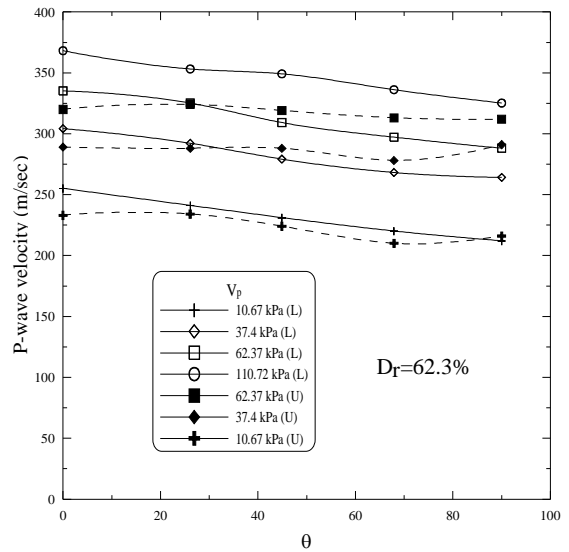 400
350
300
250
200
150
100
50
0
P-wave velocity (m/sec)
Vp
10.67 kPa (L)
37.4 kPa (L)
62.37 kPa (L)
110.72 kPa (L)
62.37 kPa (U)
37.4 kPa (U)
10.67 kPa (U)
Dr=62.3%
0 20 40 60 80 100
θ